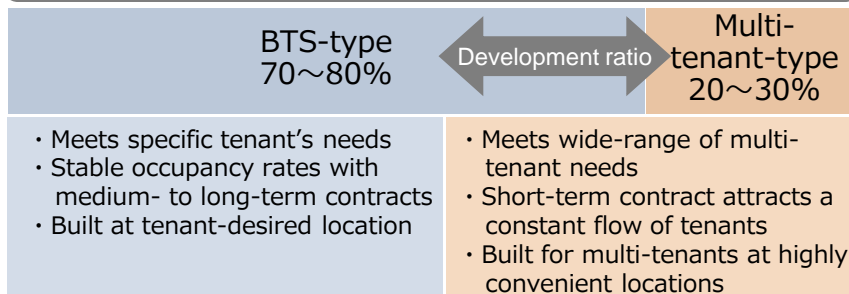 BTS-type
70～80%
Development ratio
Multi-
tenant-type
20～30%
・Meets specific tenant's needs
・Stable occupancy rates with
medium- to long-term contracts
・Built at tenant-desired location
・Meets wide-range of multi-
tenant needs
・Short-term contract attracts a
constant flow of tenants
・Built for multi-tenants at highly
convenient locations